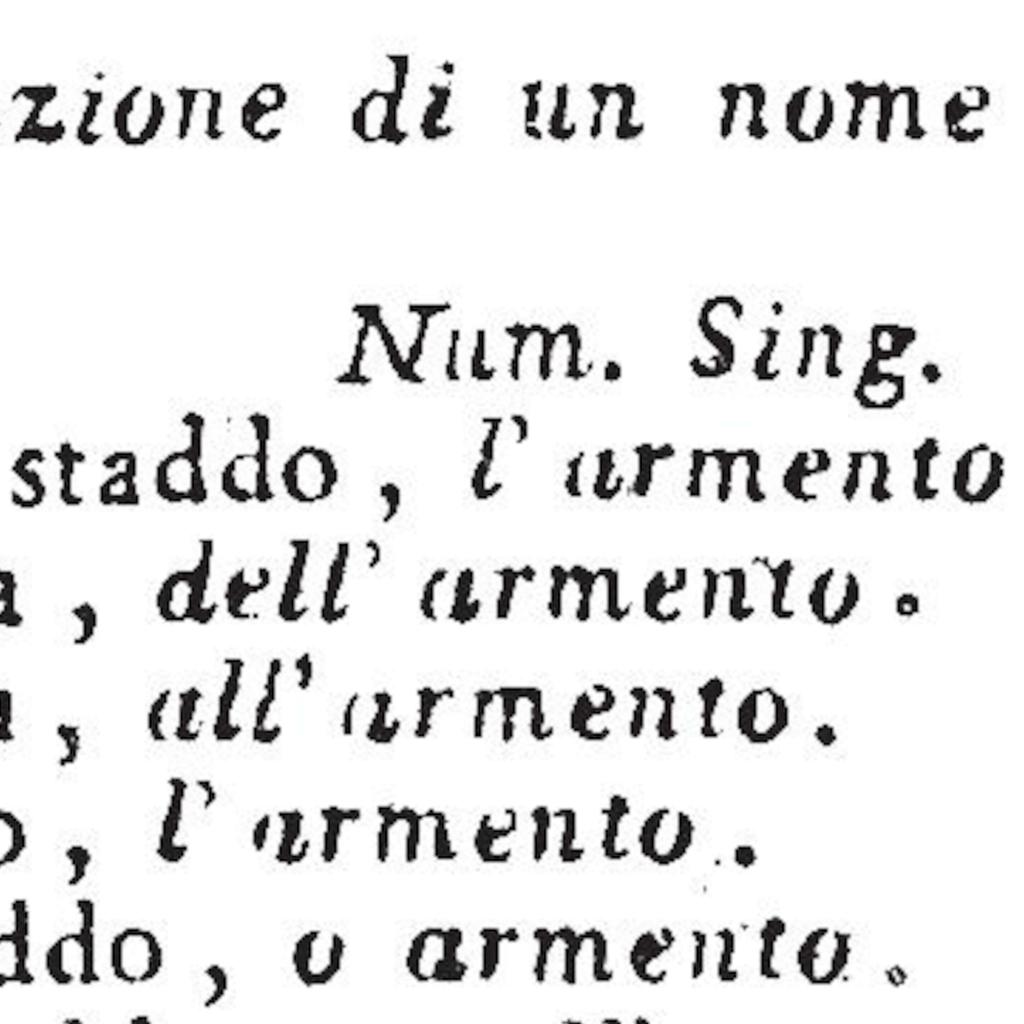 zione di un nome
Num. Sing.
staddo, l' armento
a, dell' armento.
, all' armento.
o, l' armento.
ddo, o armento.